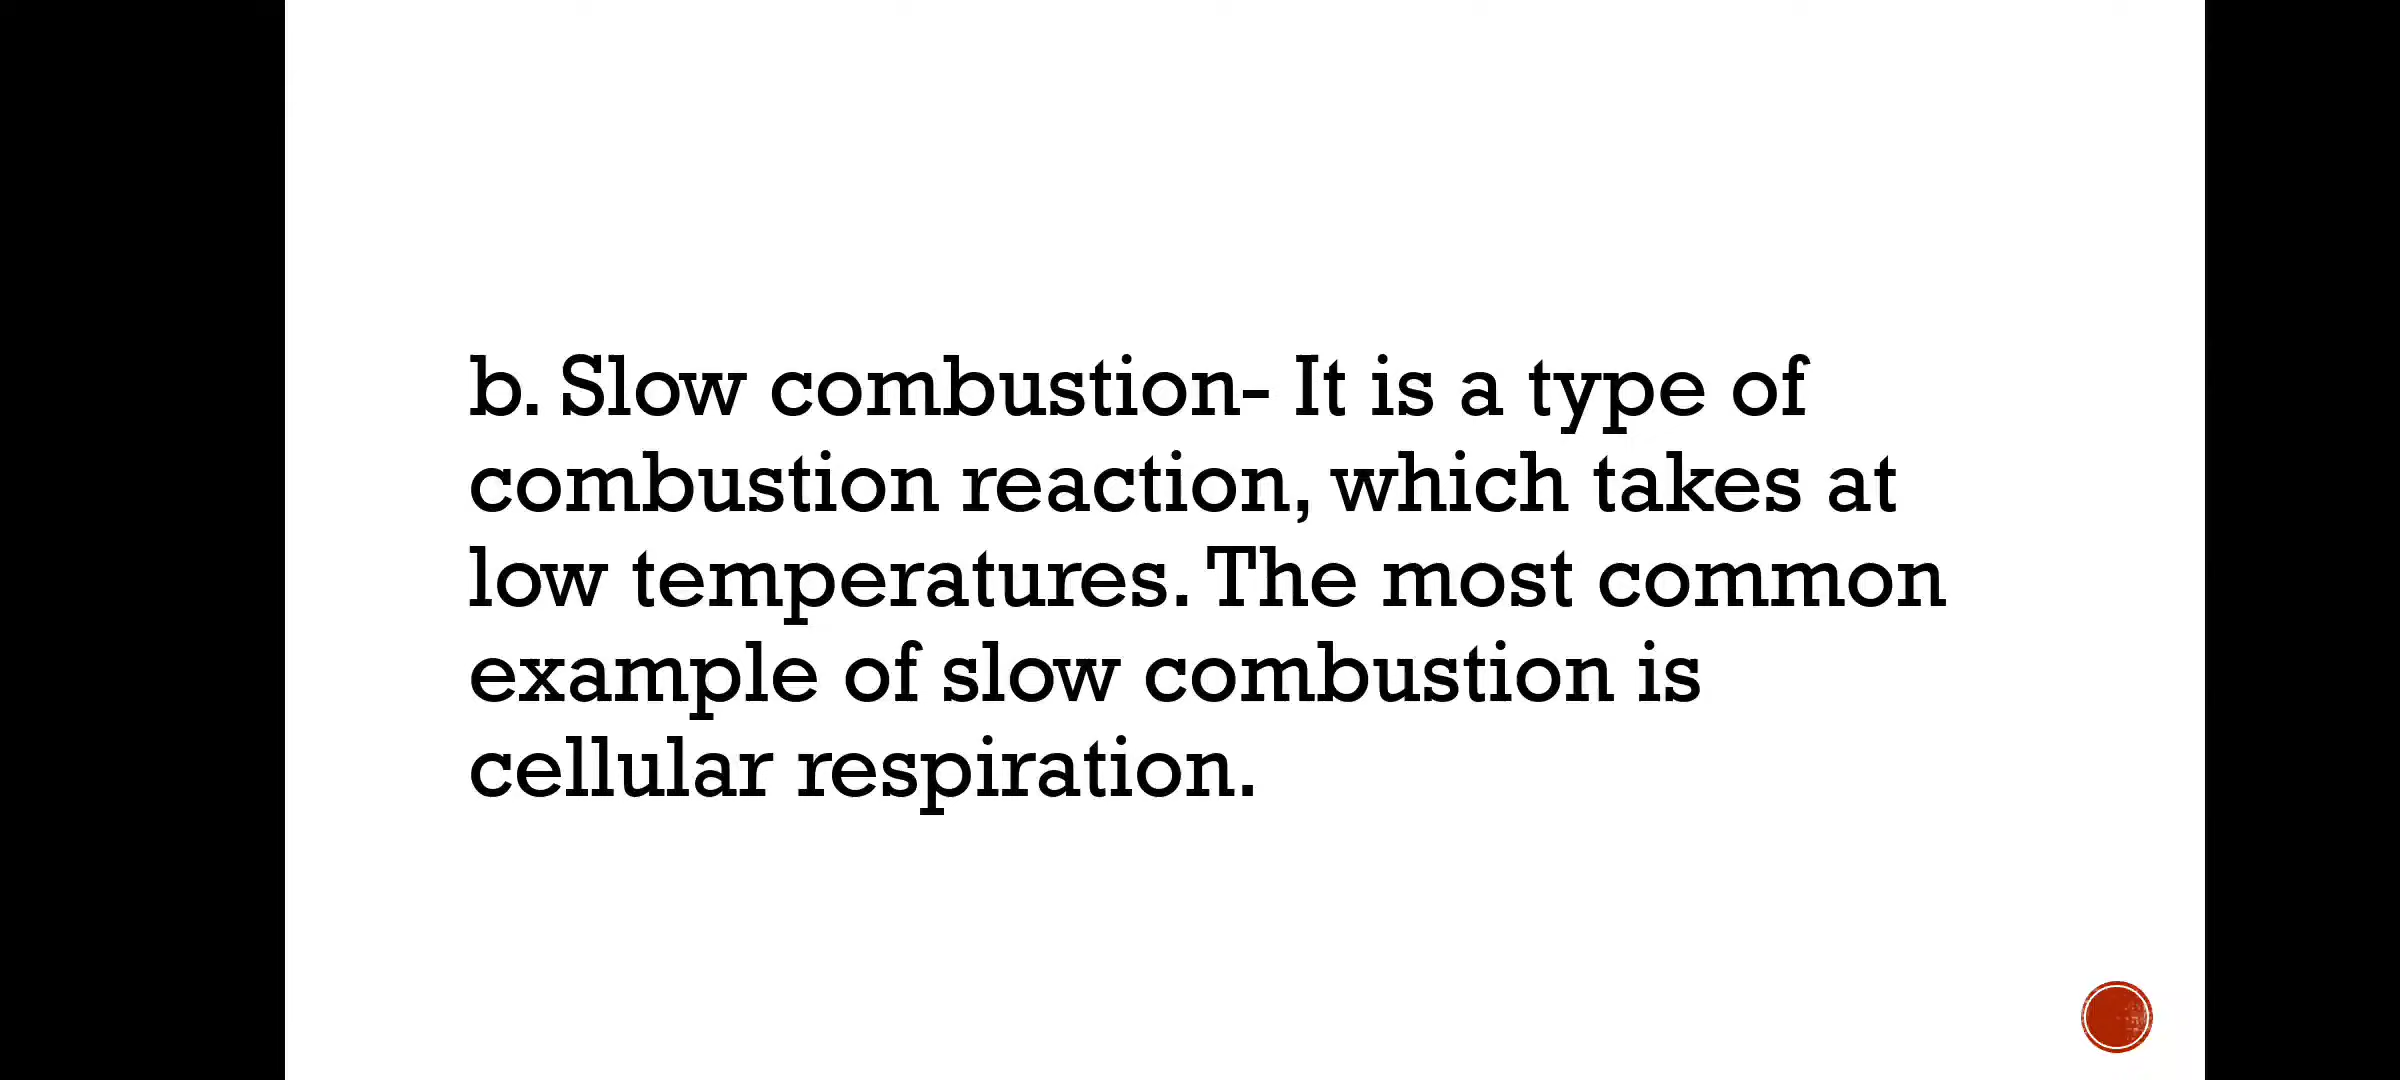 b. Slow combustion- It is a type of
combustion reaction, which takes at
low temperatures. The most common
example of slow combustion is
cellular respiration.